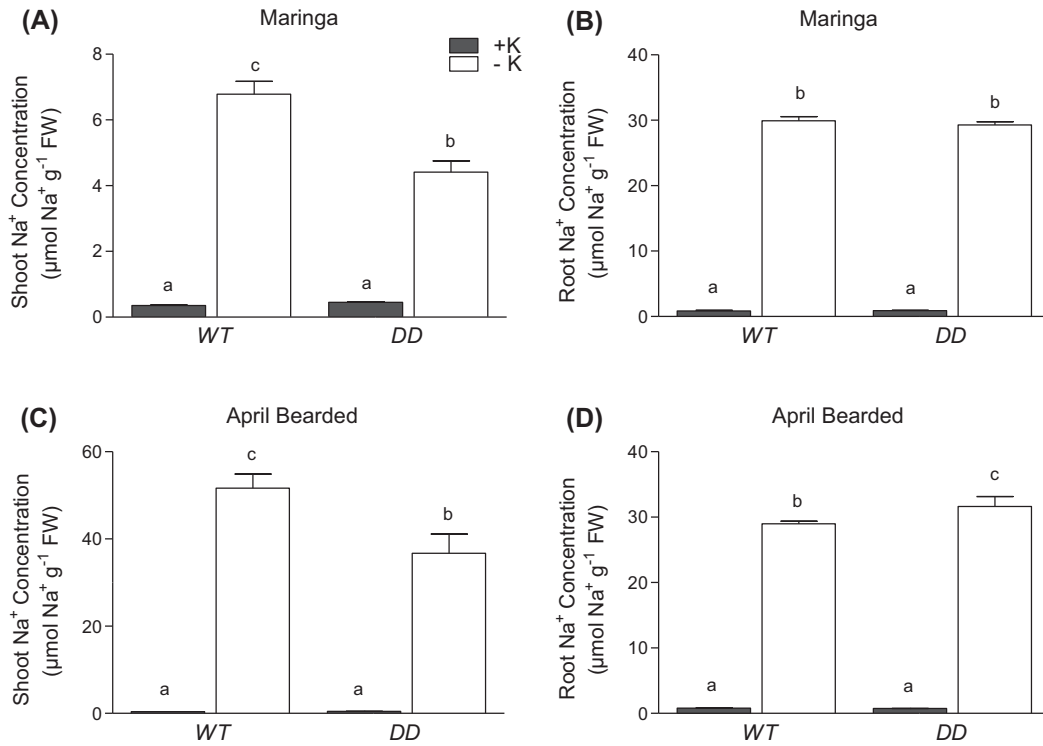 (A)
Maringa
+K
- K
Shoot Na⁺ Concentration
(µmol Na⁺ g⁻¹ FW)
8
6
4
2
0
a
c
a
b
WT
DD
(B)
Maringa
Root Na⁺ Concentration
(µmol Na⁺ g⁻¹ FW)
40
30
20
10
0
a
b
a
b
WT
DD
(C)
April Bearded
Shoot Na⁺ Concentration
(µmol Na⁺ g⁻¹ FW)
60
40
20
0
a
c
a
b
WT
DD
(D)
April Bearded
Root Na⁺ Concentration
(µmol Na⁺ g⁻¹ FW)
40
30
20
10
0
a
b
a
c
WT
DD